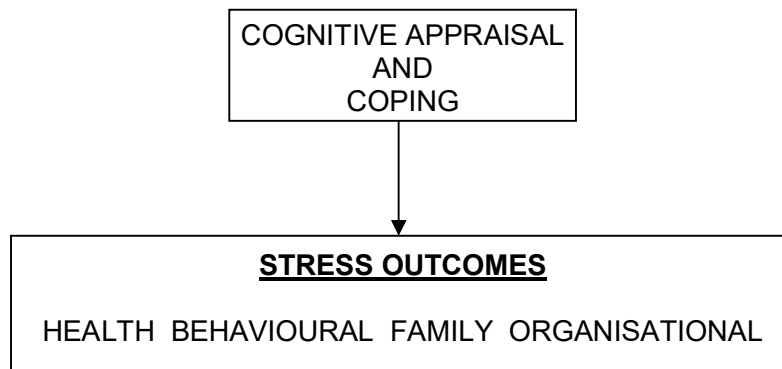 COGNITIVE APPRAISAL
AND
COPING
STRESS OUTCOMES
HEALTH BEHAVIOURAL FAMILY ORGANISATIONAL